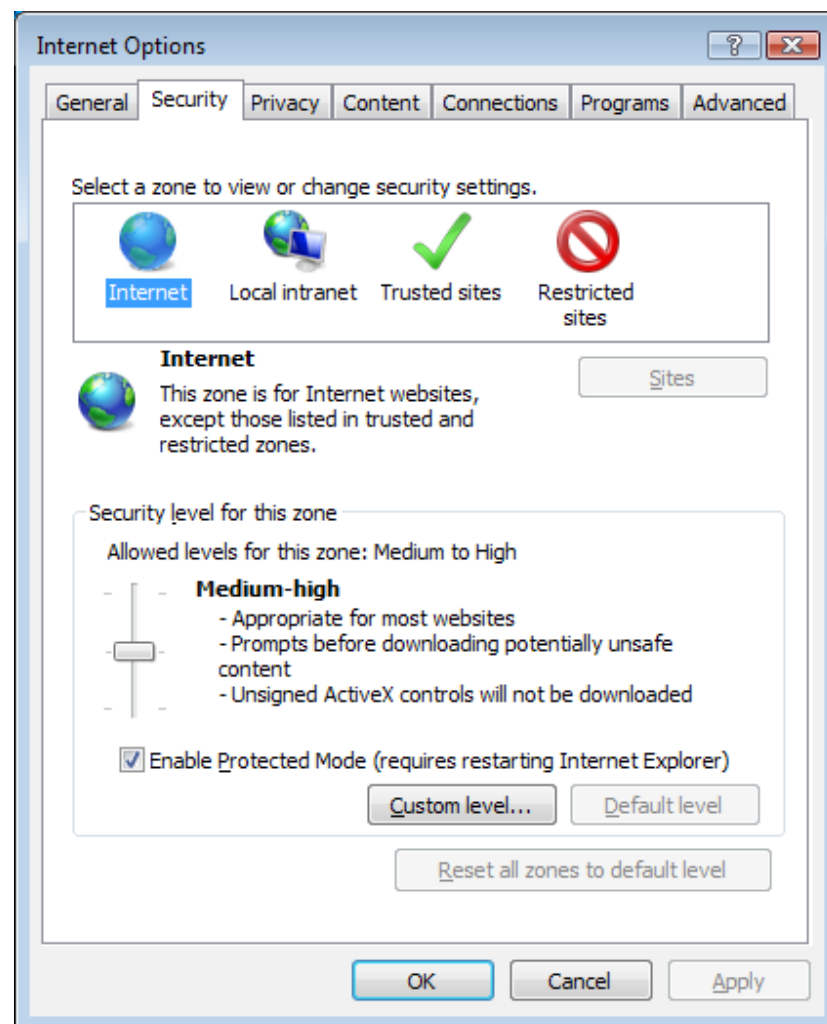 Internet Options
General Security Privacy Content Connections Programs Advanced
Select a zone to view or change security settings.
Internet Local intranet Trusted sites Restricted
sites
Internet
Sites
This zone is for Internet websites,
except those listed in trusted and
restricted zones.
Security level for this zone
Allowed levels for this zone: Medium to High
Medium-high
- Appropriate for most websites
- Prompts before downloading potentially unsafe
content
- Unsigned ActiveX controls will not be downloaded
Enable Protected Mode (requires restarting Internet Explorer)
Custom level... Default level
Reset all zones to default level
OK Cancel Apply